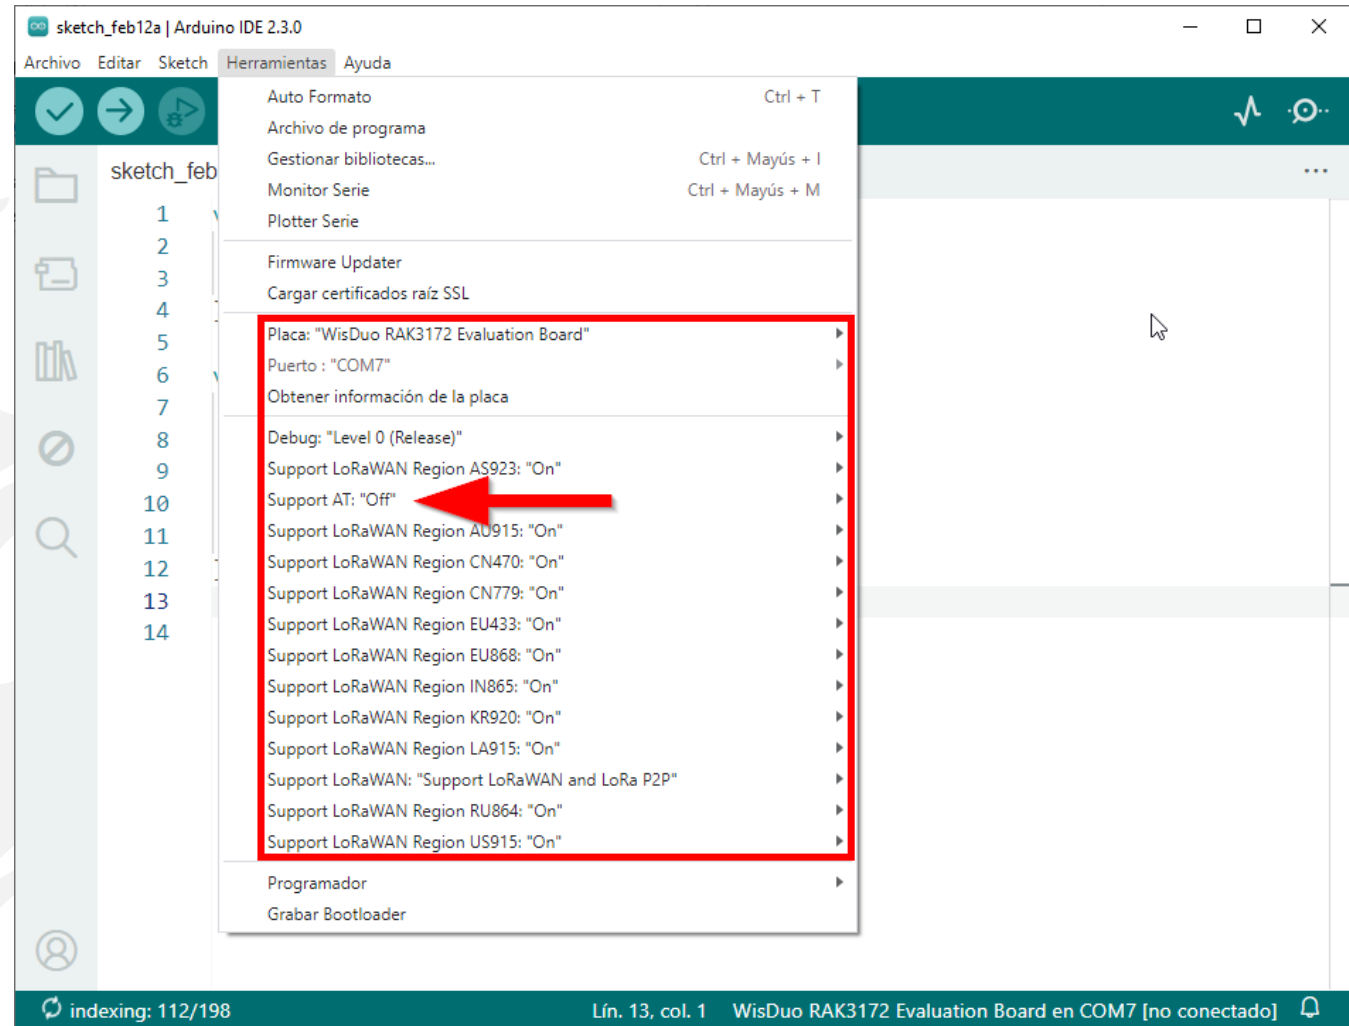 sketch_feb12a | Arduino IDE 2.3.0
Archivo Editar Sketch Herramientas Ayuda
Auto Formato Ctrl + T
Archivo de programa
Gestionar bibliotecas... Ctrl + Mayús + I
Monitor Serie Ctrl + Mayús + M
Plotter Serie
Firmware Updater
Cargar certificados raíz SSL
Placa: "WisDuo RAK3172 Evaluation Board"
Puerto : "COM7"
Obtener información de la placa
Debug: "Level 0 (Release)"
Support LoRaWAN Region AS923: "On"
Support AT: "Off"
Support LoRaWAN Region AU915: "On"
Support LoRaWAN Region CN470: "On"
Support LoRaWAN Region CN779: "On"
Support LoRaWAN Region EU433: "On"
Support LoRaWAN Region EU868: "On"
Support LoRaWAN Region IN865: "On"
Support LoRaWAN Region KR920: "On"
Support LoRaWAN Region LA915: "On"
Support LoRaWAN: "Support LoRaWAN and LoRa P2P"
Support LoRaWAN Region RU864: "On"
Support LoRaWAN Region US915: "On"
Programador
Grabar Bootloader
sketch_feb
1
2
3
4
5
6
7
8
9
10
11
12
13
14
indexing: 112/198 Lín. 13, col. 1 WisDuo RAK3172 Evaluation Board en COM7 [no conectado]